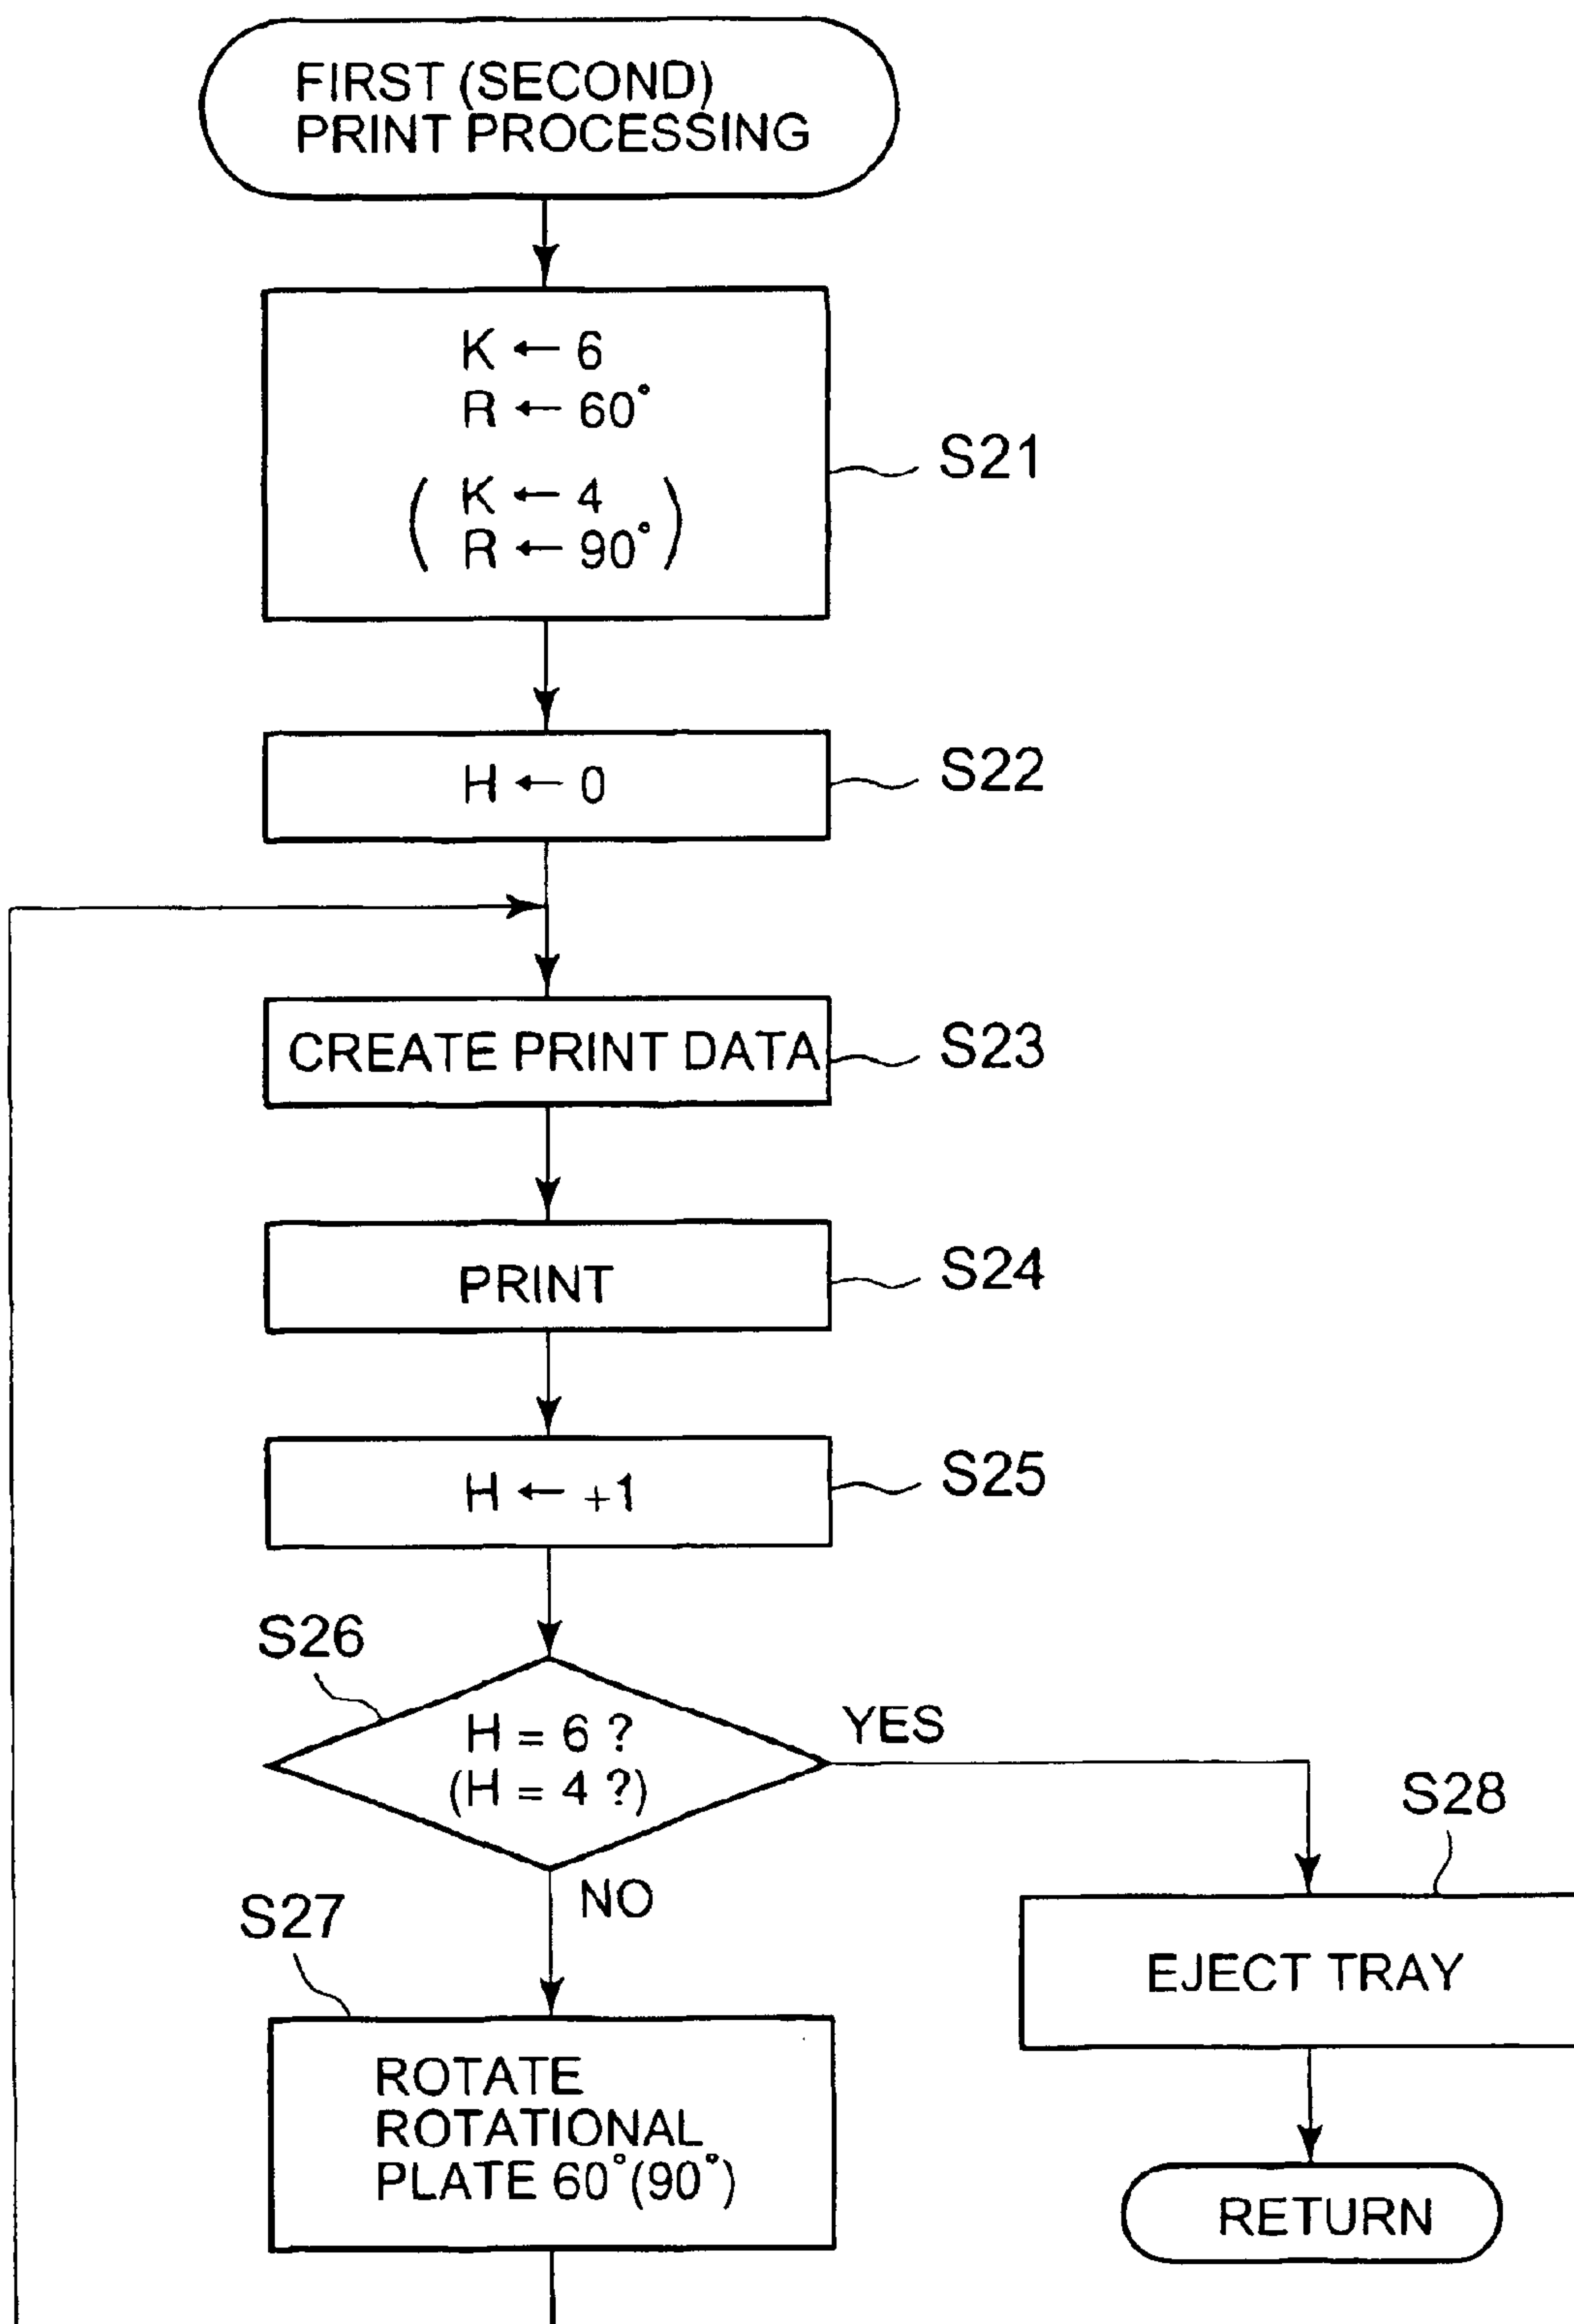 FIRST (SECOND)
PRINT PROCESSING
K ← 6
R ← 60°
( K ← 4
R ← 90° )
S21
H ← 0
S22
CREATE PRINT DATA
S23
PRINT
S24
H ← +1
S25
S26
H = 6 ?
(H = 4 ?)
YES
NO
S27
ROTATE
ROTATIONAL
PLATE 60°(90°)
S28
EJECT TRAY
RETURN